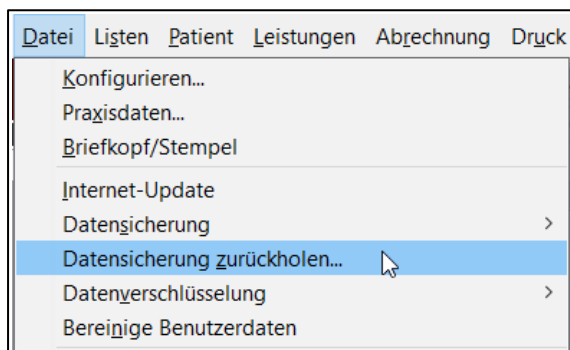 Datei Listen Patient Leistungen Abrechnung Druck
Konfigurieren...
Praxisdaten...
Briefkopf/Stempel
Internet-Update
Datensicherung
Datensicherung zurückholen...
Datenverschlüsselung
Bereinige Benutzerdaten